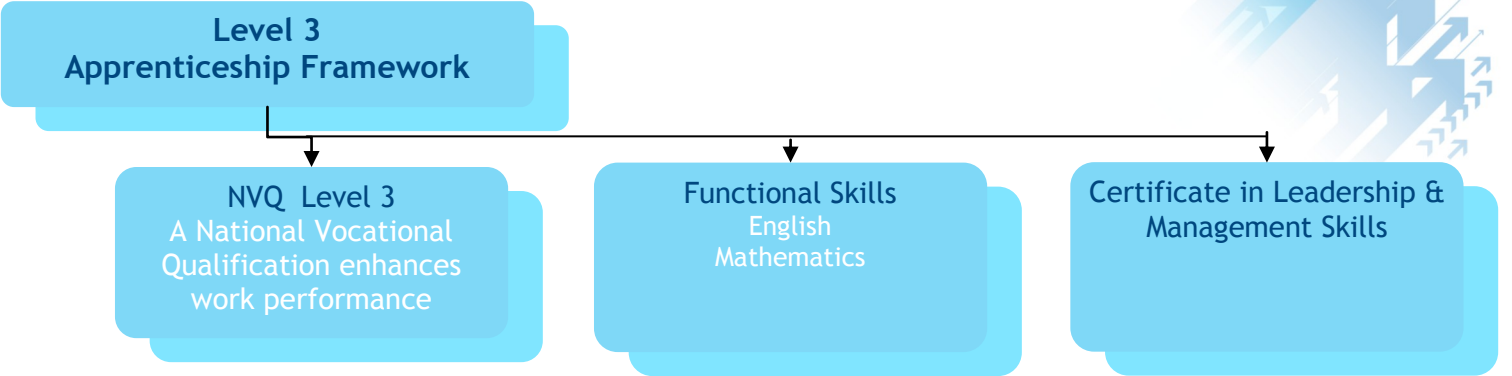 Level 3
Apprenticeship Framework
NVQ  Level 3
A National Vocational
Qualification enhances
work performance
Functional Skills
English
Mathematics
Certificate in Leadership &
Management Skills